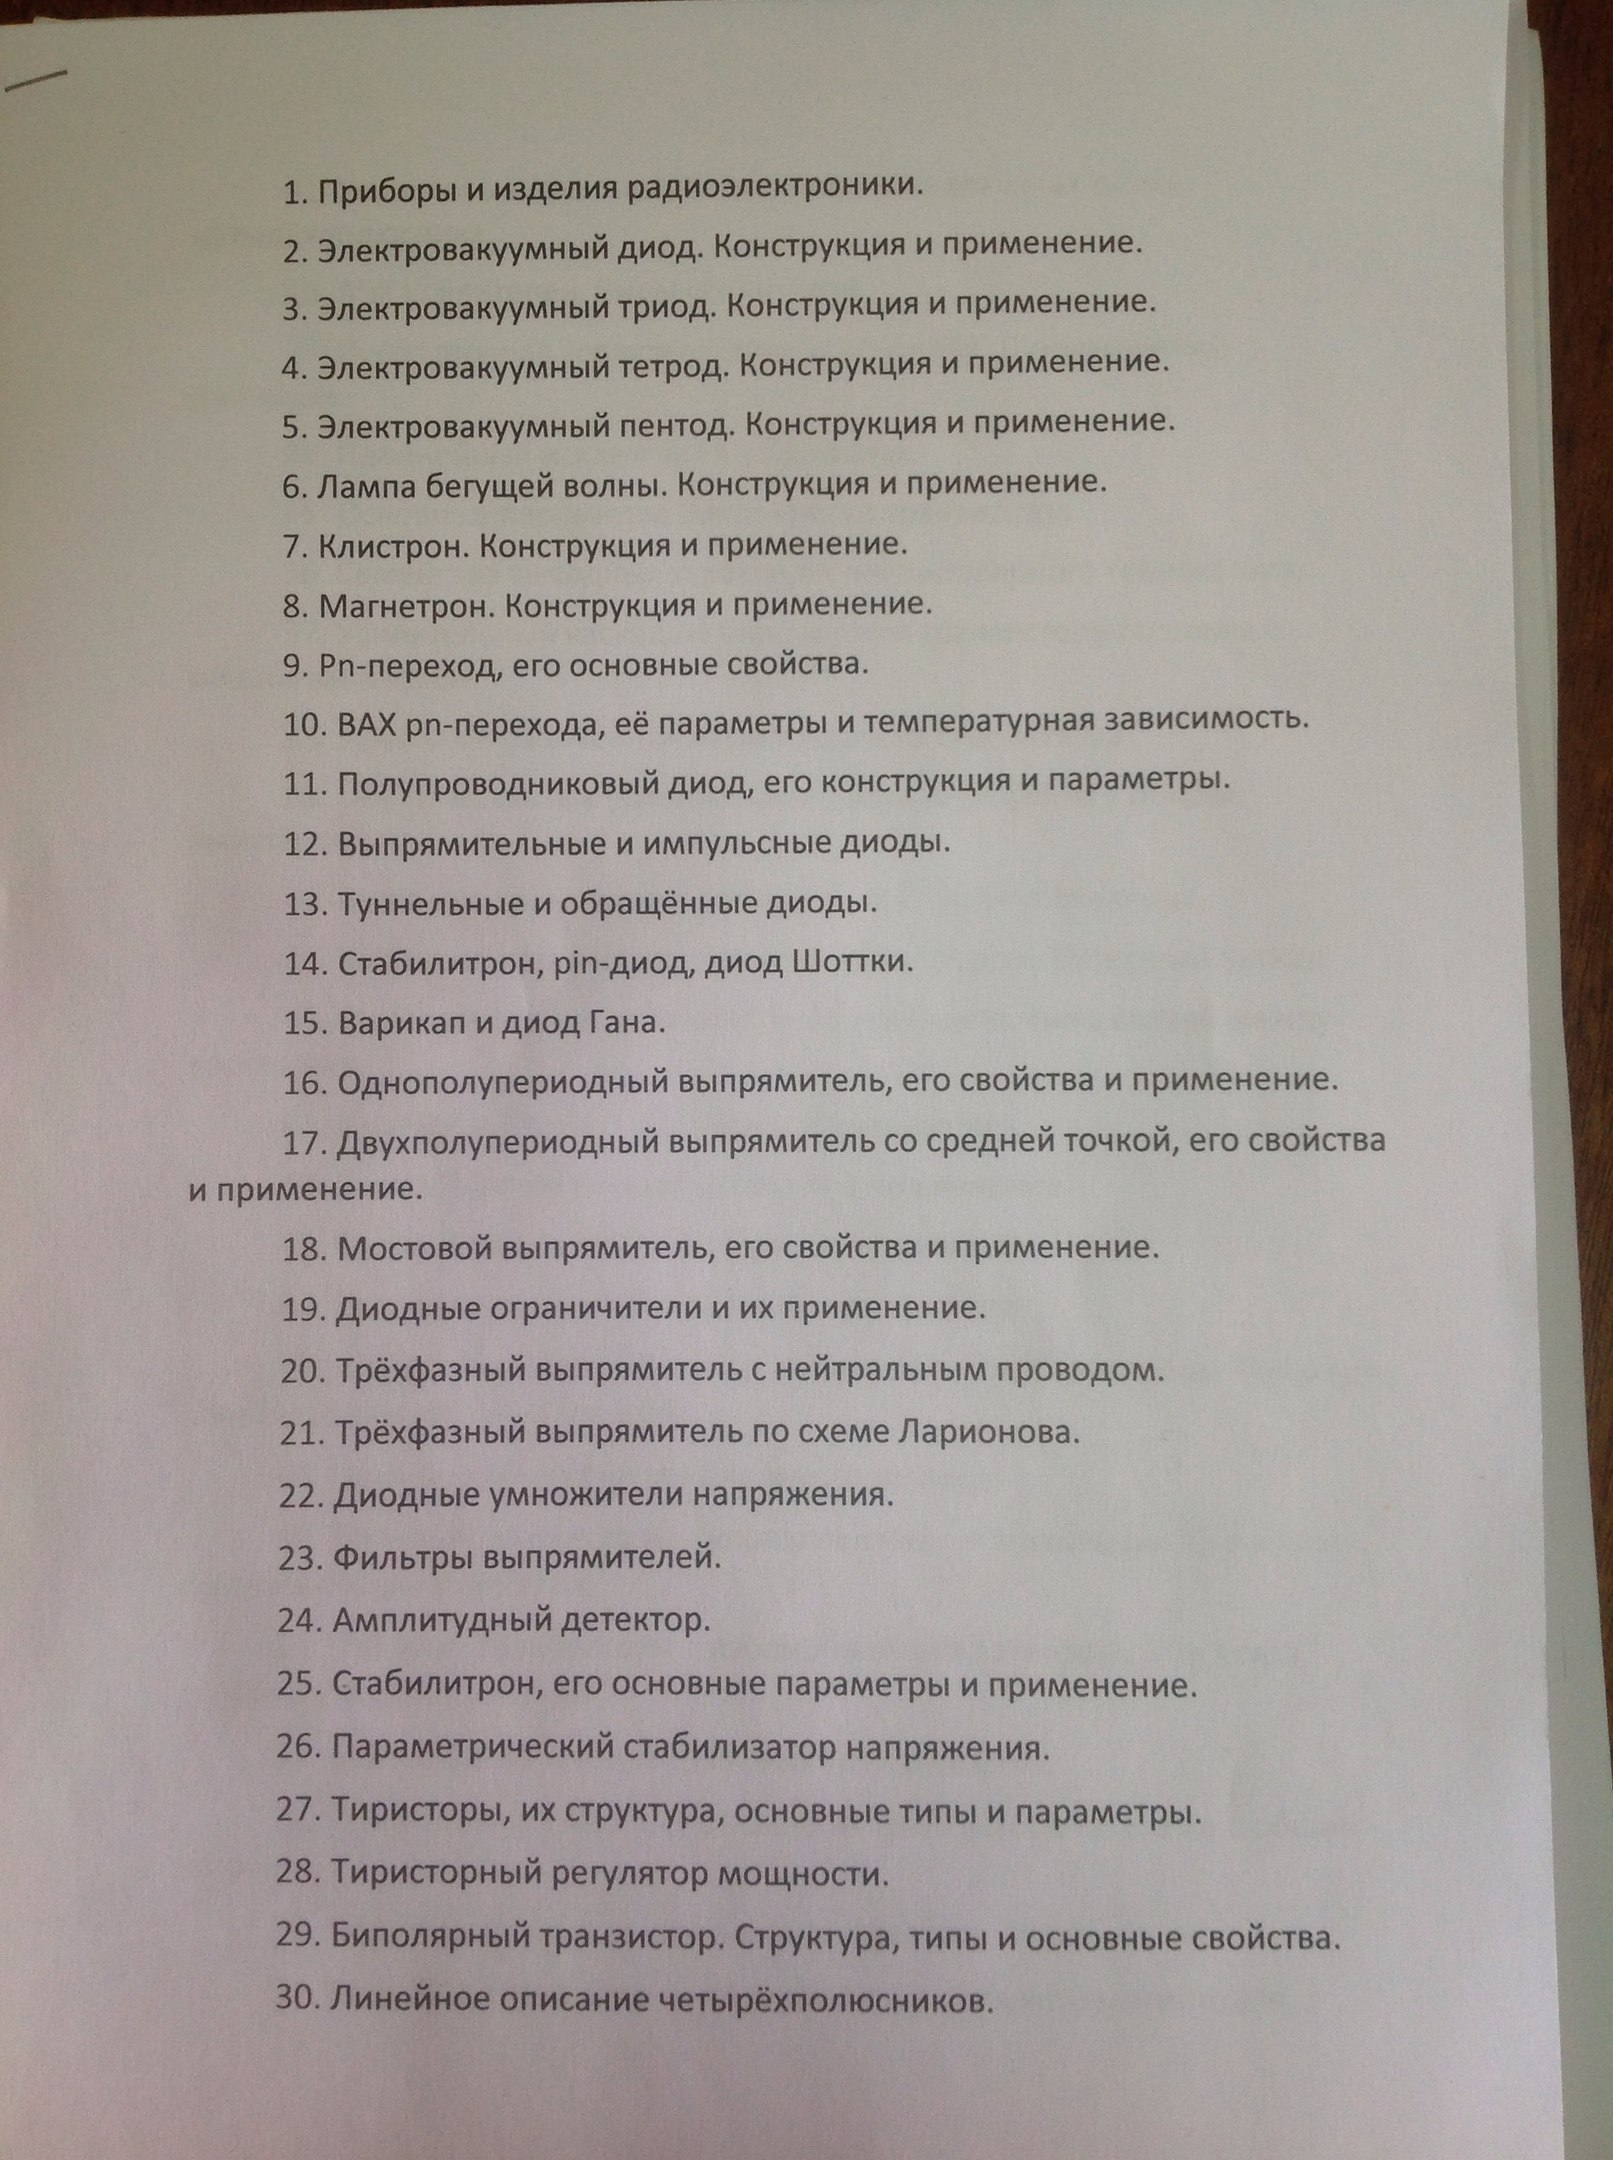 1. Приборы и изделия радиоэлектроники.
2. Электровакуумный диод. Конструкция и применение.
3. Электровакуумный триод. Конструкция и применение.
4. Электровакуумный тетрод. Конструкция и применение.
5. Электровакуумный пентод. Конструкция и применение.
6. Лампа бегущей волны. Конструкция и применение.
7. Клистрон. Конструкция и применение.
8. Магнетрон. Конструкция и применение.
9. Pn-переход, его основные свойства.
10. ВАХ pn-перехода, её параметры и температурная зависимость.
11. Полупроводниковый диод, его конструкция и параметры.
12. Выпрямительные и импульсные диоды.
13. Туннельные и обращённые диоды.
14. Стабилитрон, pin-диод, диод Шоттки.
15. Варикап и диод Гана.
16. Однополупериодный выпрямитель, его свойства и применение.
17. Двухполупериодный выпрямитель со средней точкой, его свойства
и применение.
18. Мостовой выпрямитель, его свойства и применение.
19. Диодные ограничители и их применение.
20. Трёхфазный выпрямитель с нейтральным проводом.
21. Трёхфазный выпрямитель по схеме Ларионова.
22. Диодные умножители напряжения.
23. Фильтры выпрямителей.
24. Амплитудный детектор.
25. Стабилитрон, его основные параметры и применение.
26. Параметрический стабилизатор напряжения.
27. Тиристоры, их структура, основные типы и параметры.
28. Тиристорный регулятор мощности.
29. Биполярный транзистор. Структура, типы и основные свойства.
30. Линейное описание четырёхполюсников.